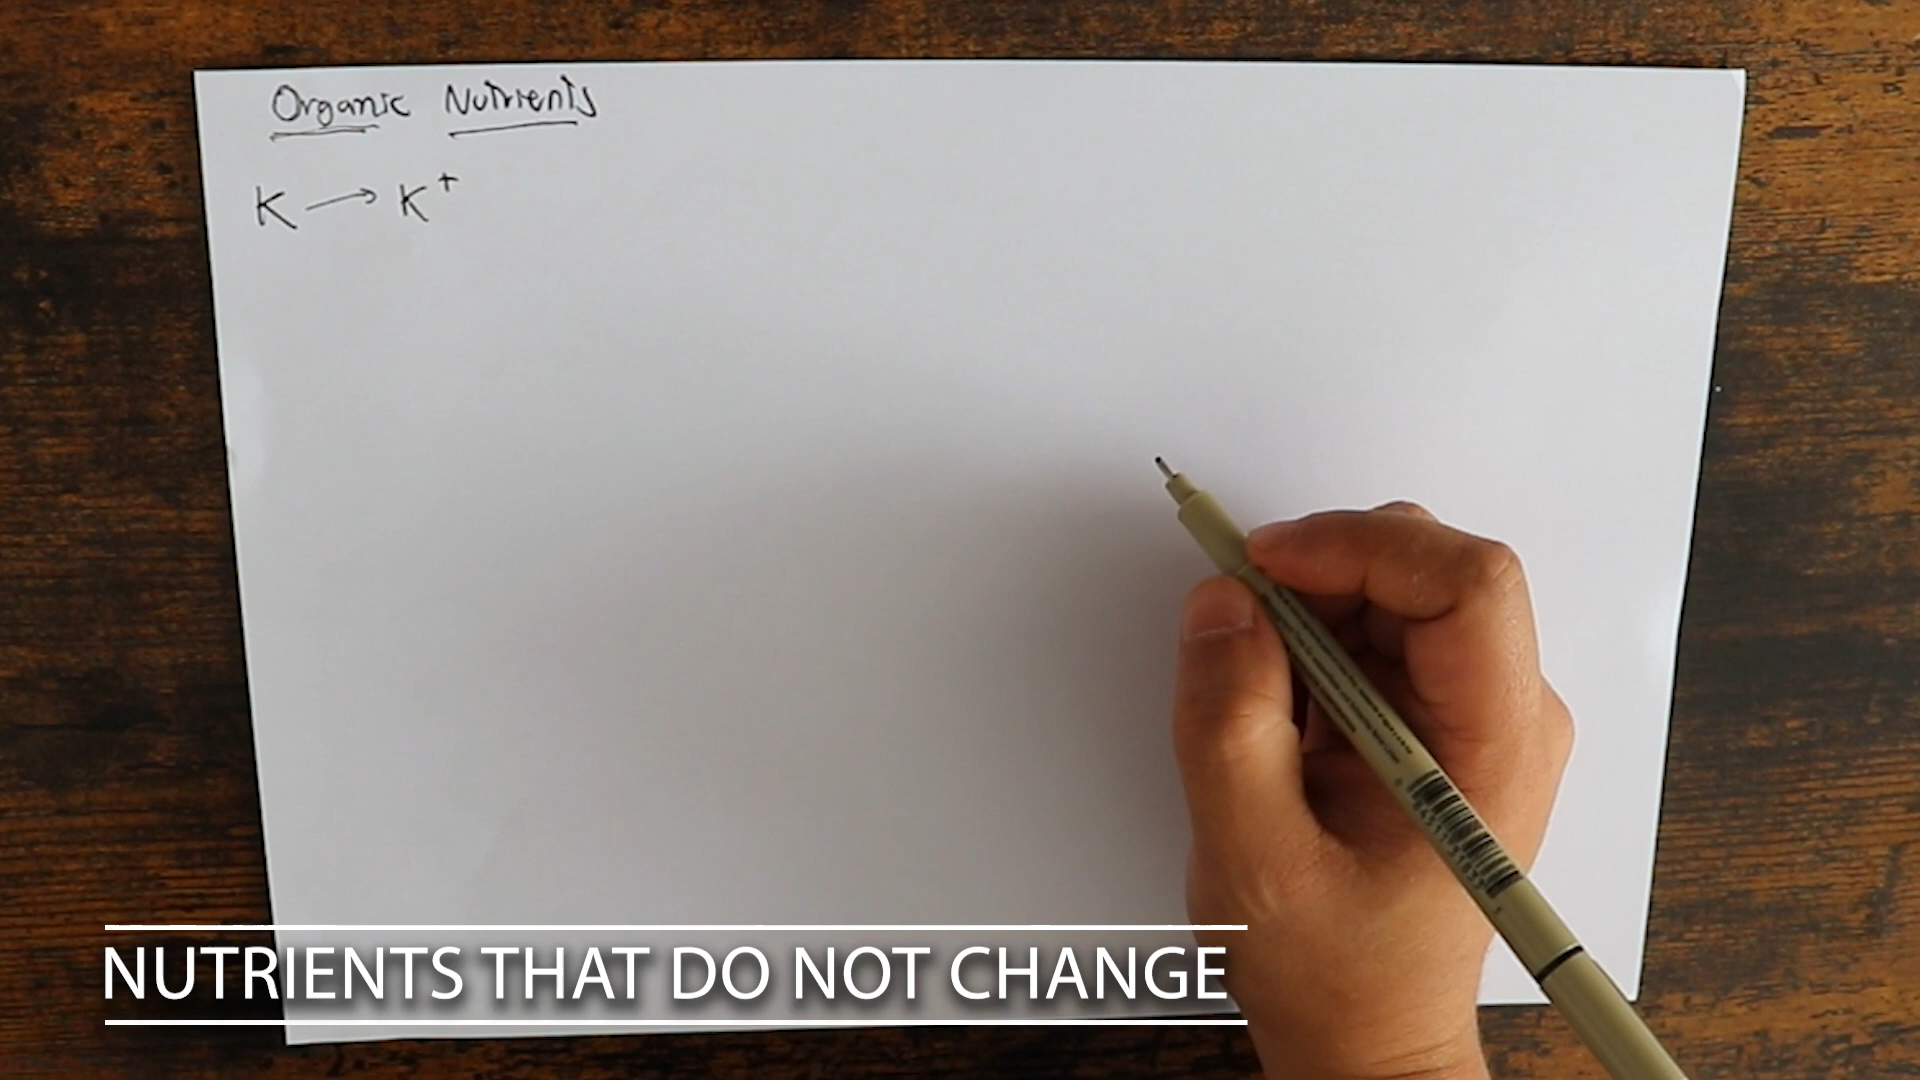 Organic Nutrients
K → K⁺
NUTRIENTS THAT DO NOT CHANGE